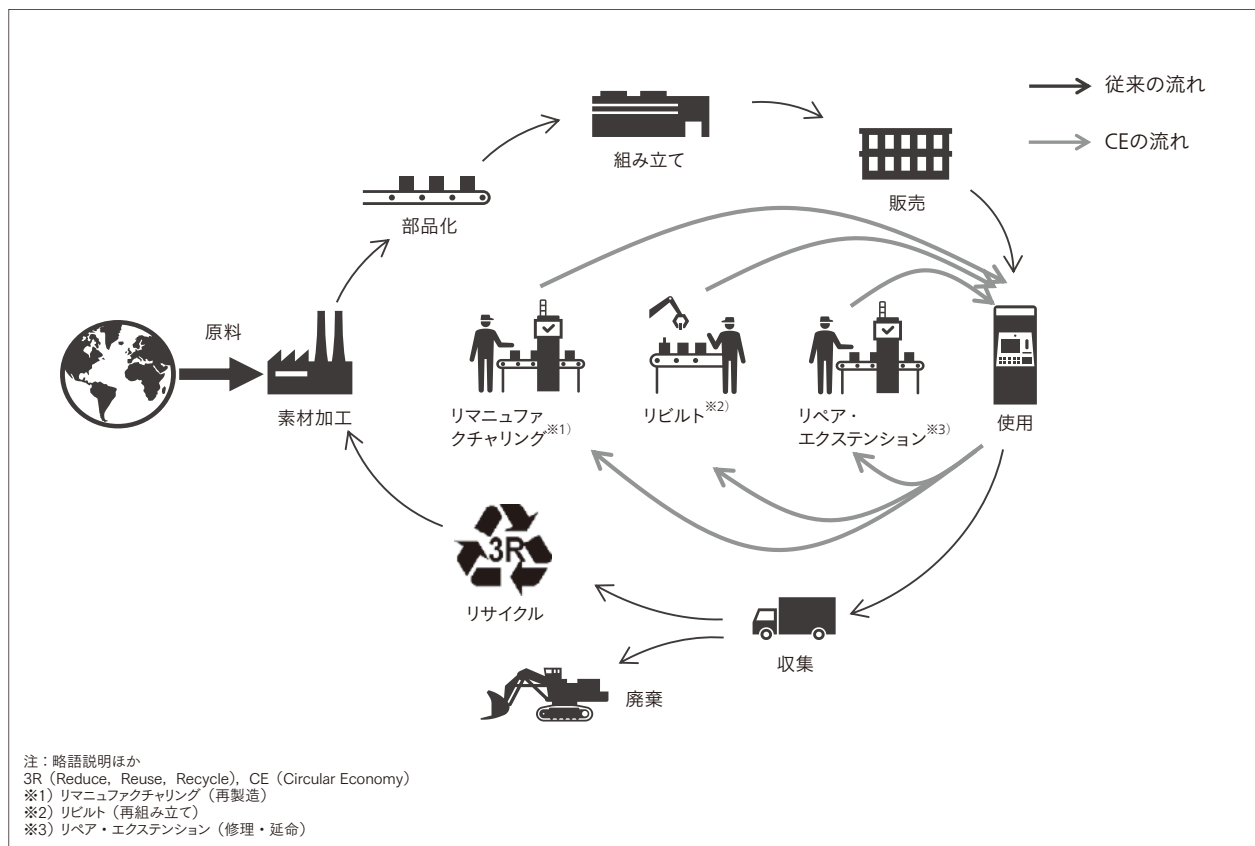 従来の流れ
CEの流れ
組み立て
販売
部品化
原料
素材加工
リマニュファ
クチャリング※1）
リビルト※2）
リペア・
エクステンション※3）
使用
3R
リサイクル
収集
廃棄
注：略語説明ほか
3R（Reduce，Reuse，Recycle），CE（Circular Economy）
※1）リマニュファクチャリング（再製造）
※2）リビルト（再組み立て）
※3）リペア・エクステンション（修理・延命）